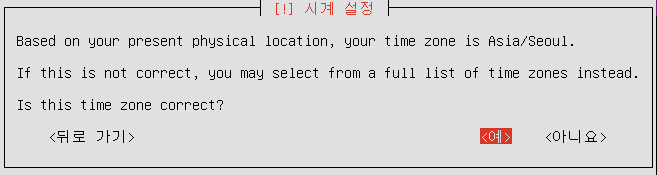 [!] 시계 설정
Based on your present physical location, your time zone is Asia/Seoul.
If this is not correct, you may select from a full list of time zones instead.
Is this time zone correct?
<뒤로 가기> <예> <아니요>